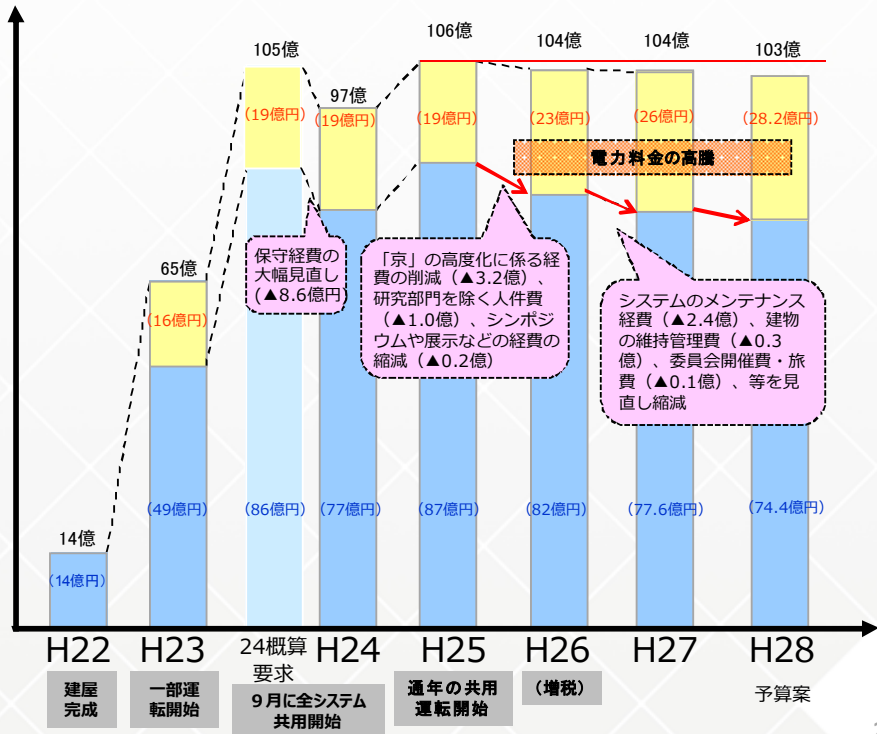 105億
106億
104億
104億
103億
97億
(19億円)
(19億円)
(19億円)
(23億円)
(26億円)
(28.2億円)
電力料金の高騰
65億
(16億円)
保守経費の
大幅見直し
(▲8.6億円)
「京」の高度化に係る経
費の削減（▲3.2億）、
研究部門を除く人件費
（▲1.0億）、シンポジ
ウムや展示などの経費の
縮減（▲0.2億）
システムのメンテナンス
経費（▲2.4億）、建物
の維持管理費（▲0.3
億）、委員会開催費・旅
費（▲0.1億）、等を見
直し縮減
14億
(14億円)
(49億円)
(86億円)
(77億円)
(87億円)
(82億円)
(77.6億円)
(74.4億円)
H22
H23
24概算
要求
H24
H25
H26
H27
H28
建屋
完成
一部運
転開始
９月に全システム
共用開始
通年の共用
運転開始
(増税)
予算案